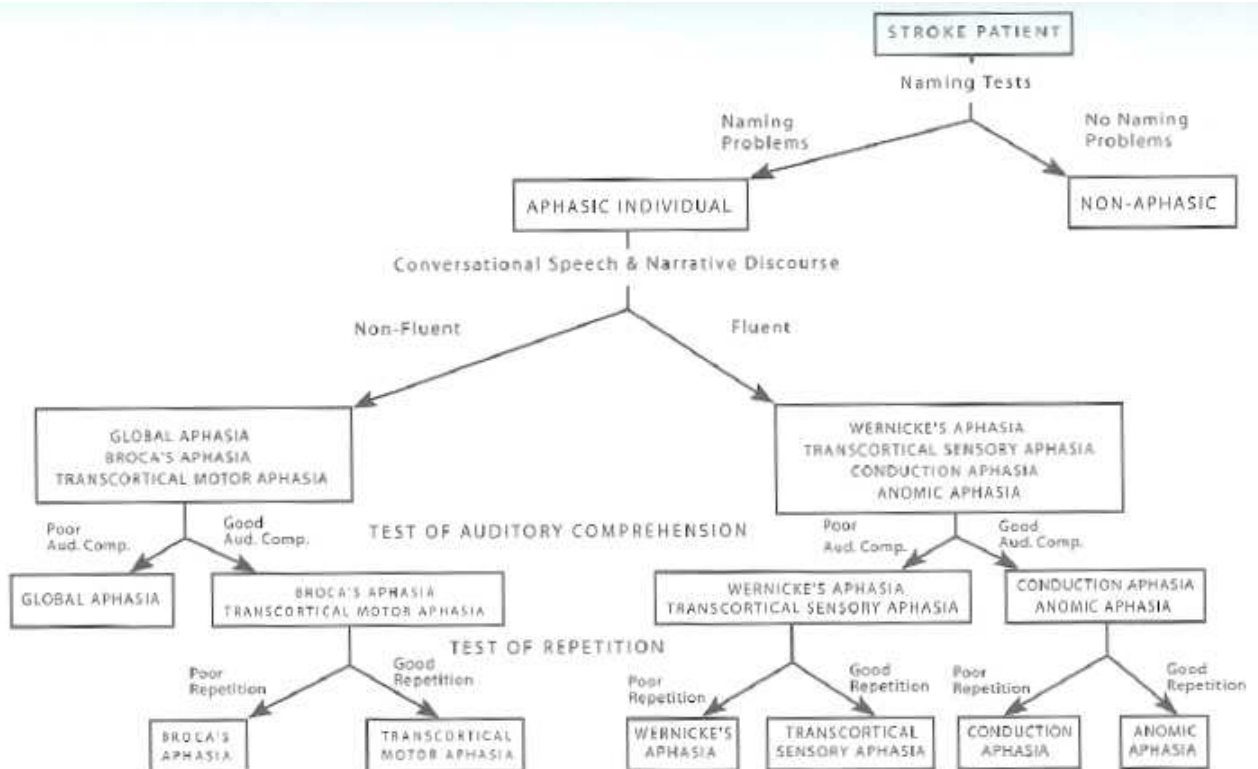 STROKE PATIENT
Naming Tests
Naming
Problems
No Naming
Problems
APHASIC INDIVIDUAL
NON-APHASIC
Conversational Speech & Narrative Discourse
Non-Fluent
Fluent
GLOBAL APHASIA
BROCA'S APHASIA
TRANSCORTICAL MOTOR APHASIA
WERNICKE'S APHASIA
TRANSCORTICAL SENSORY APHASIA
CONDUCTION APHASIA
ANOMIC APHASIA
Poor
Aud. Comp.
Good
Aud. Comp.
TEST OF AUDITORY COMPREHENSION
Poor
Aud. Comp.
Good
Aud. Comp.
GLOBAL APHASIA
BROCA'S APHASIA
TRANSCORTICAL MOTOR APHASIA
WERNICKE'S APHASIA
TRANSCORTICAL SENSORY APHASIA
CONDUCTION APHASIA
ANOMIC APHASIA
TEST OF REPETITION
Poor
Repetition
Good
Repetition
Poor
Repetition
Good
Repetition
Poor
Repetition
Good
Repetition
BROCA'S
APHASIA
TRANSCORTICAL
MOTOR APHASIA
WERNICKE'S
APHASIA
TRANSCORTICAL
SENSORY APHASIA
CONDUCTION
APHASIA
ANOMIC
APHASIA